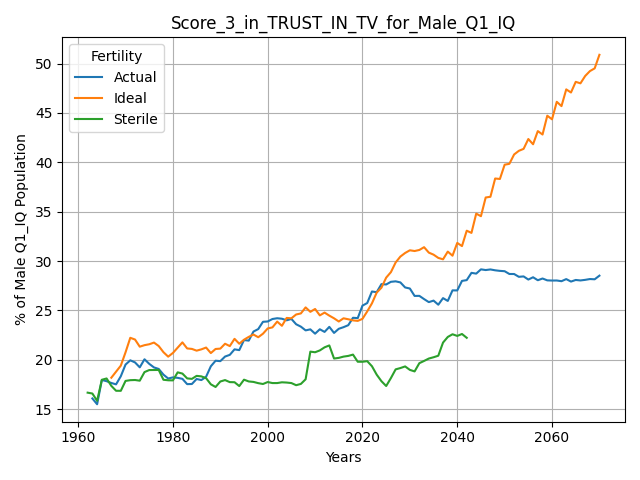 Score_3_in_TRUST_IN_TV_for_Male_Q1_IQ
Fertility
Actual
Ideal
Sterile
% of Male Q1_IQ Population
50
45
40
35
30
25
20
15
1960
1980
2000
2020
2040
2060
Years